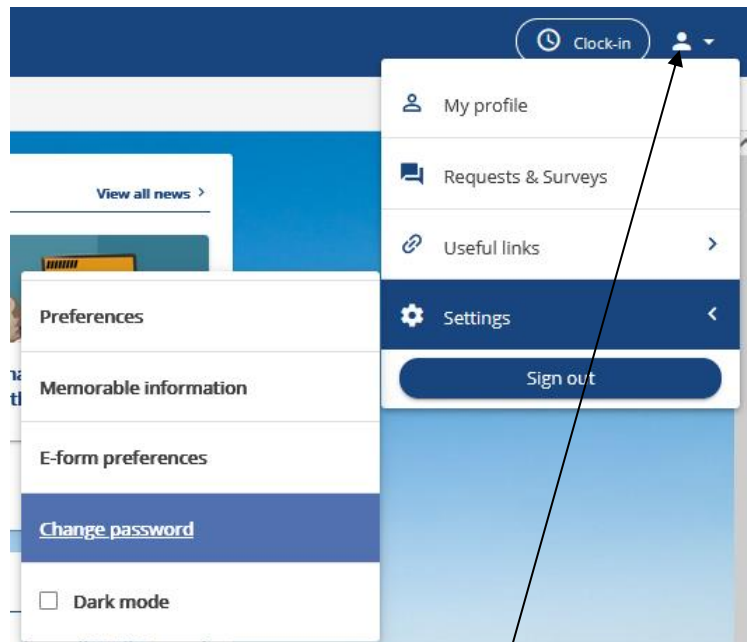 Clock-in
My profile
View all news >
Requests & Surveys
Useful links
Preferences
Settings
Memorable information
Sign out
E-form preferences
Change password
Dark mode